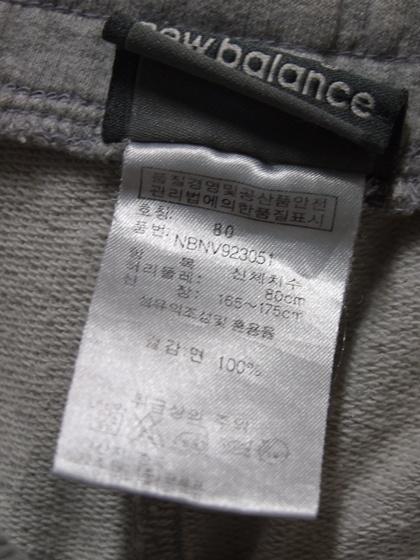 new balance
품질경영및공산품안전
관리법에의한품질표시
호칭: 80
품번: NBNV923051
항 목 신체치수
허리둘레: 80cm
신 장: 165~175cm
섬유의조성및 혼용율
겉감 면 100%
취급상의 주의